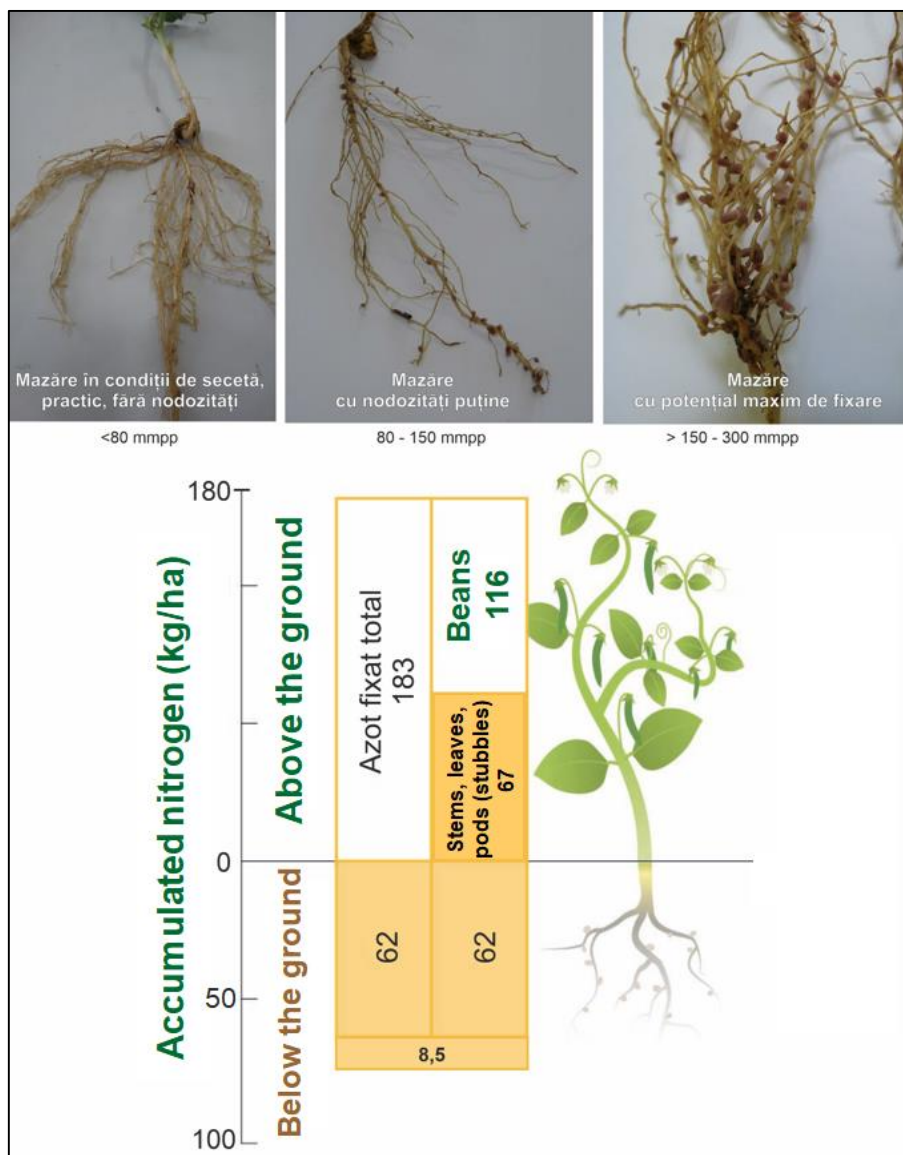 Mazăre în condiții de secetă,
practic, fără nodozități
Mazăre
cu nodozități puține
Mazăre
cu potențial maxim de fixare
<80 mmpp
80 - 150 mmpp
> 150 - 300 mmpp
Accumulated nitrogen (kg/ha)
180
0
50
100
Above the ground
Below the ground
Azot fixat total
183
Beans
116
Stems, leaves,
pods (stubbles)
67
62
62
8,5